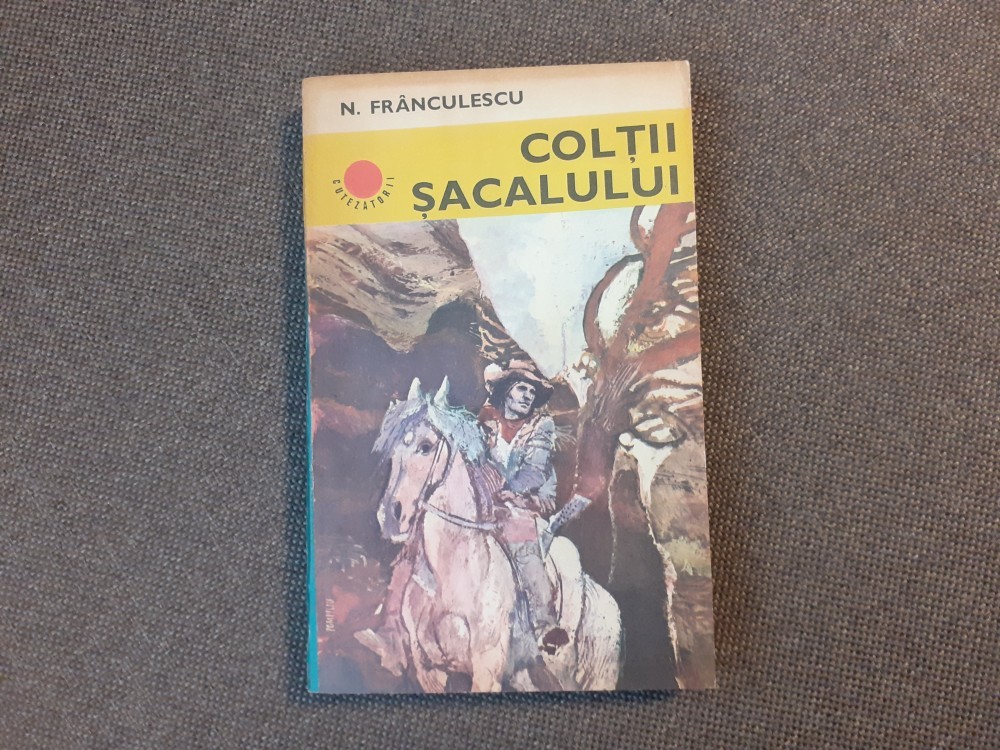 N. FRÂNCULESCU
COLȚII
ȘACALULUI
CUTEZĂTORII